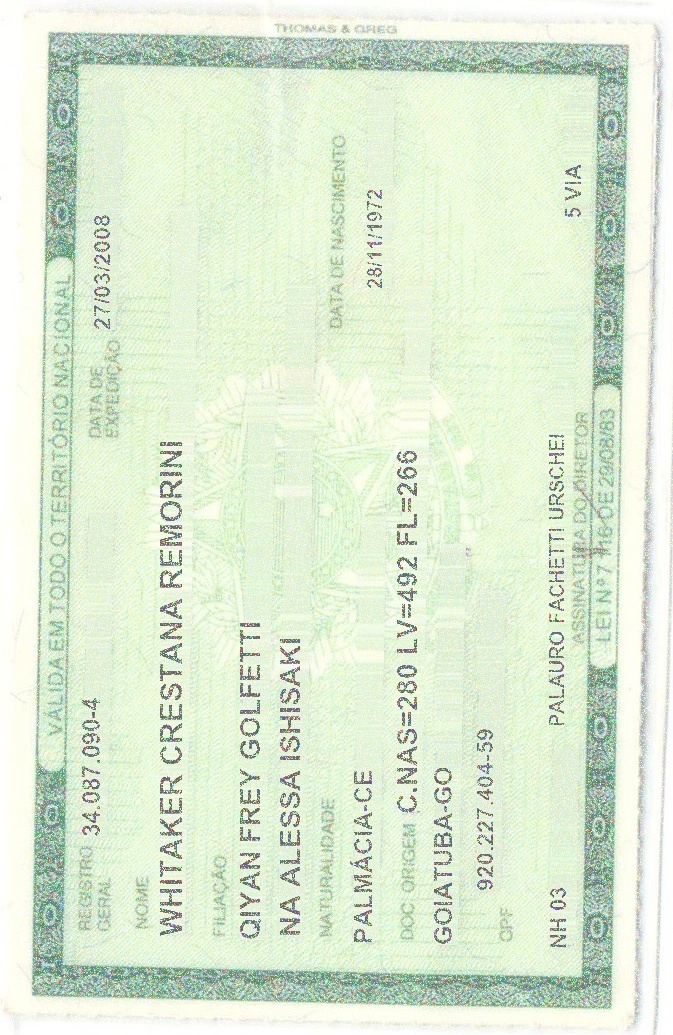 THOMAS & GREG
VÁLIDA EM TODO O TERRITÓRIO NACIONAL
REGISTRO GERAL 34.087.090-4 DATA DE EXPEDIÇÃO 27/03/2008
NOME
WHITAKER CRESTANA REMORINI
FILIAÇÃO
QIYAN FREY GOLFETTI
NA ALESSA ISHISAKI
NATURALIDADE DATA DE NASCIMENTO
PALMÁCIA-CE 28/11/1972
DOC ORIGEM C.NAS=280 LV=492 FL=266
GOIATUBA-GO
920.227.404-59
CPF
NH 03 PALAURO FACHETTI URSCHEI 5 VIA
ASSINATURA DO DIRETOR
LEI Nº 7 116 DE 29/08/83